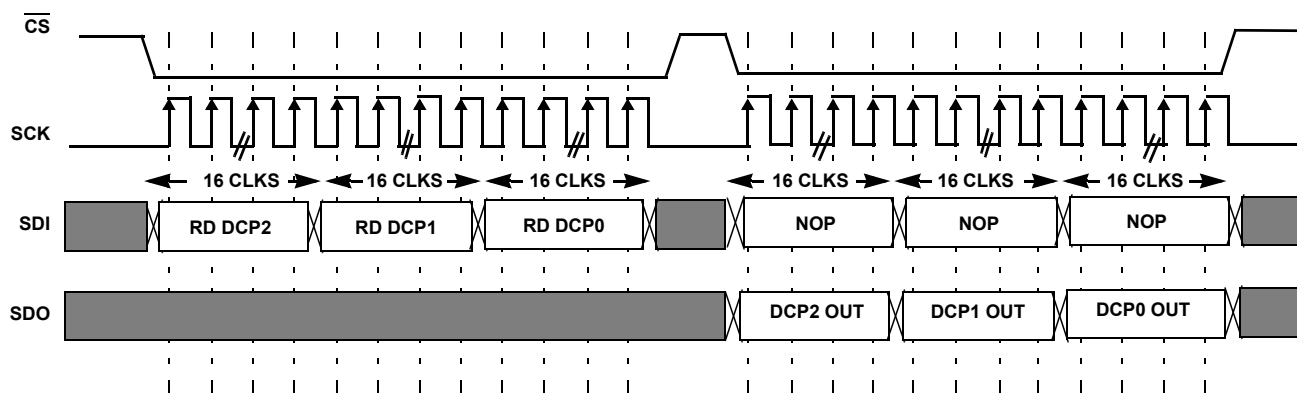 CS
SCK
16 CLKS 16 CLKS 16 CLKS 16 CLKS 16 CLKS 16 CLKS
SDI RD DCP2 RD DCP1 RD DCP0 NOP NOP NOP
SDO DCP2 OUT DCP1 OUT DCP0 OUT